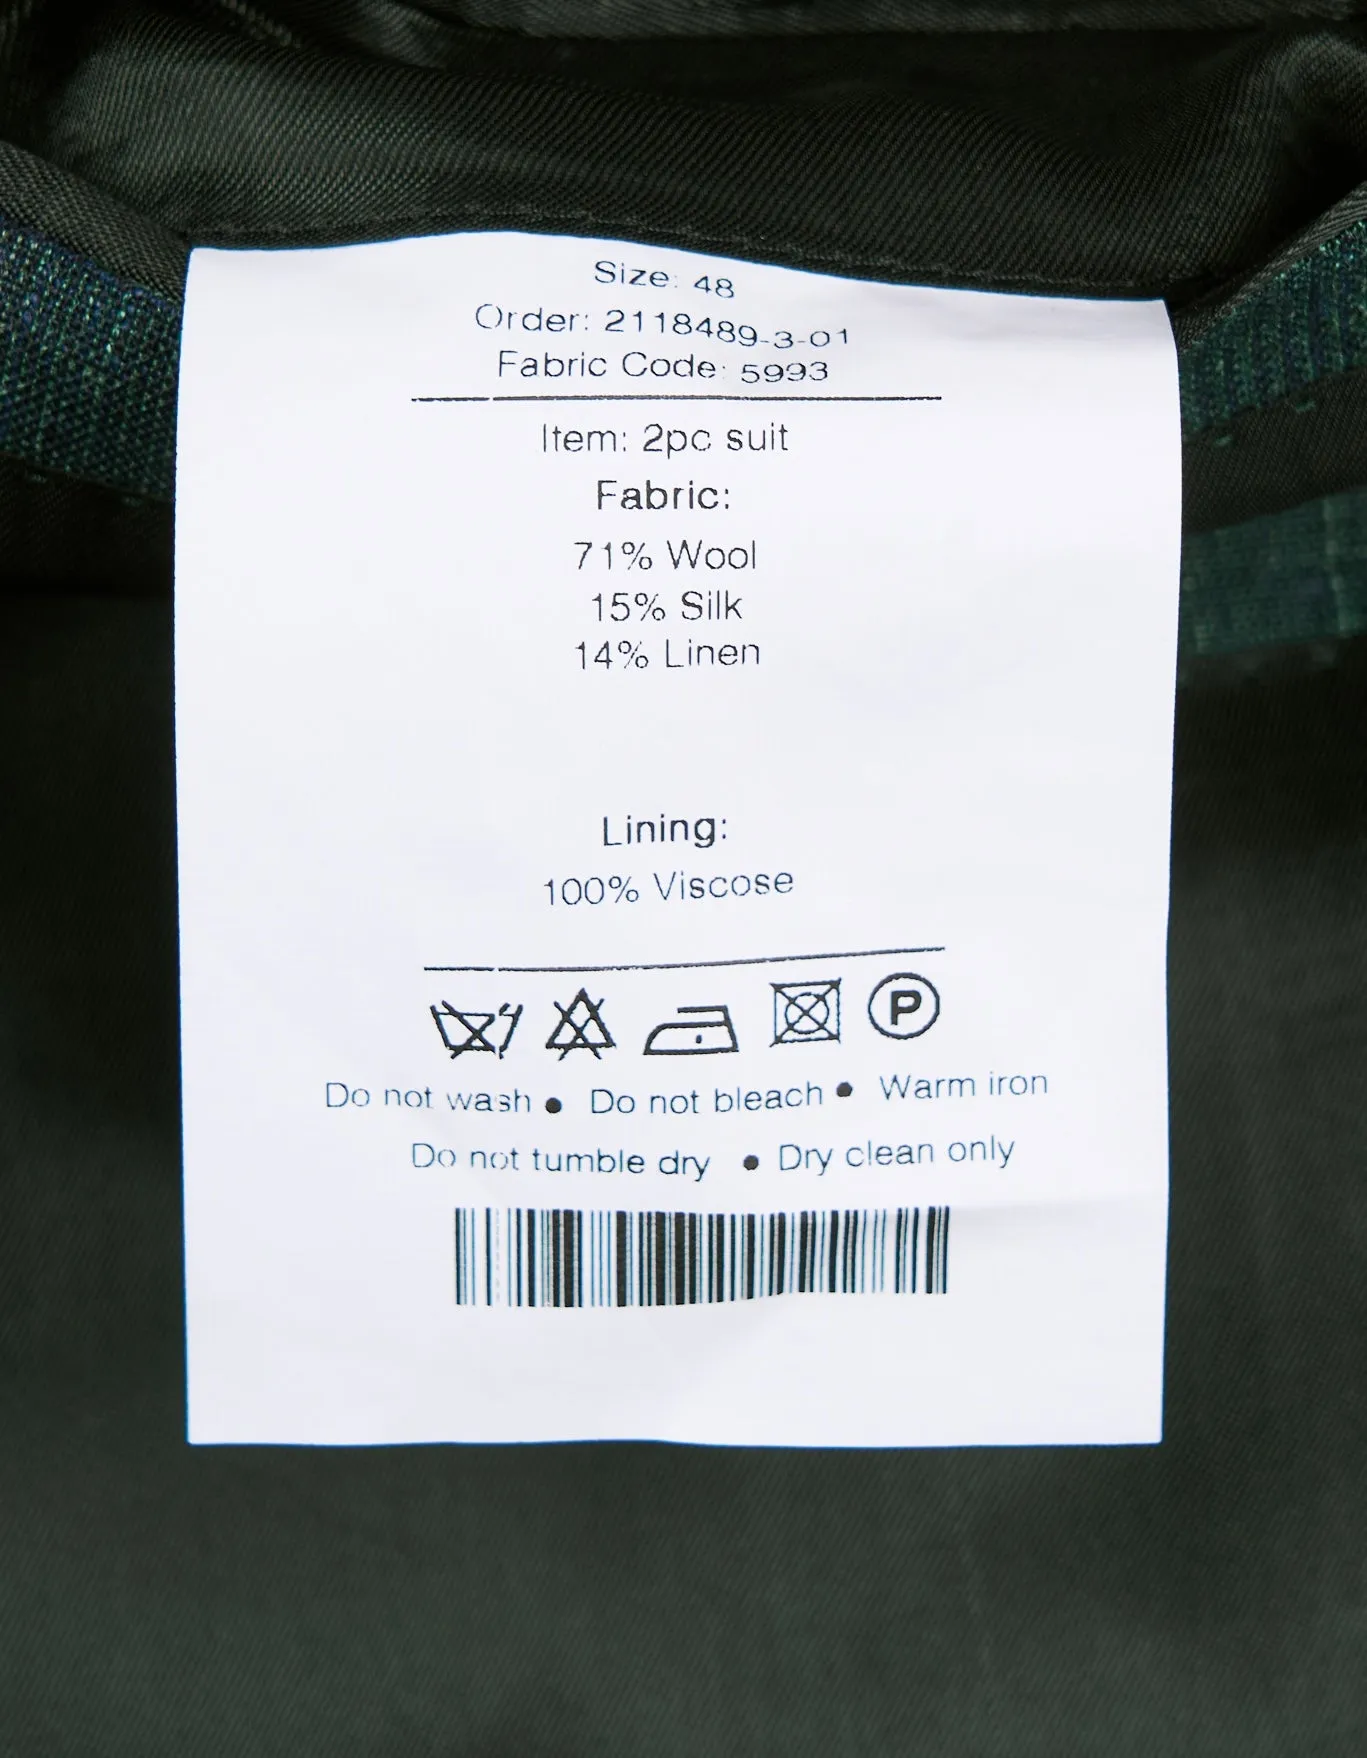 Size: 48
Order: 2118489-3-01
Fabric Code: 5993
Item: 2pc suit
Fabric:
71% Wool
15% Silk
14% Linen
Lining:
100% Viscose
P
Do not wash • Do not bleach • Warm iron
Do not tumble dry • Dry clean only